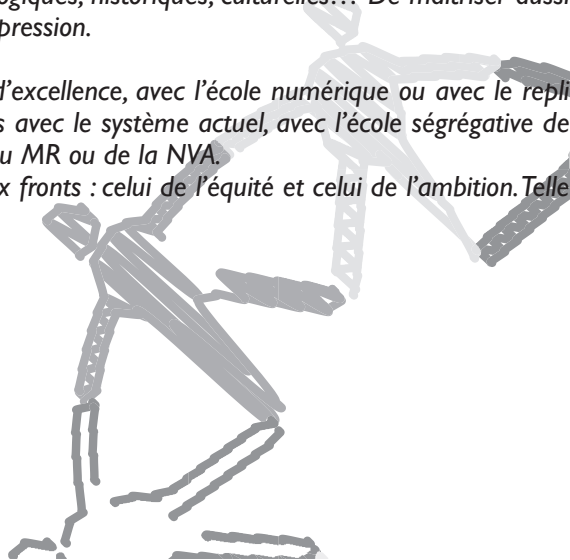 logiques, historiques, culturelles… De maîtriser aussi
pression.
d’excellence, avec l’école numérique ou avec le repli
s avec le système actuel, avec l’école ségrégative de
u MR ou de la NVA.
x fronts : celui de l’équité et celui de l’ambition. Telle